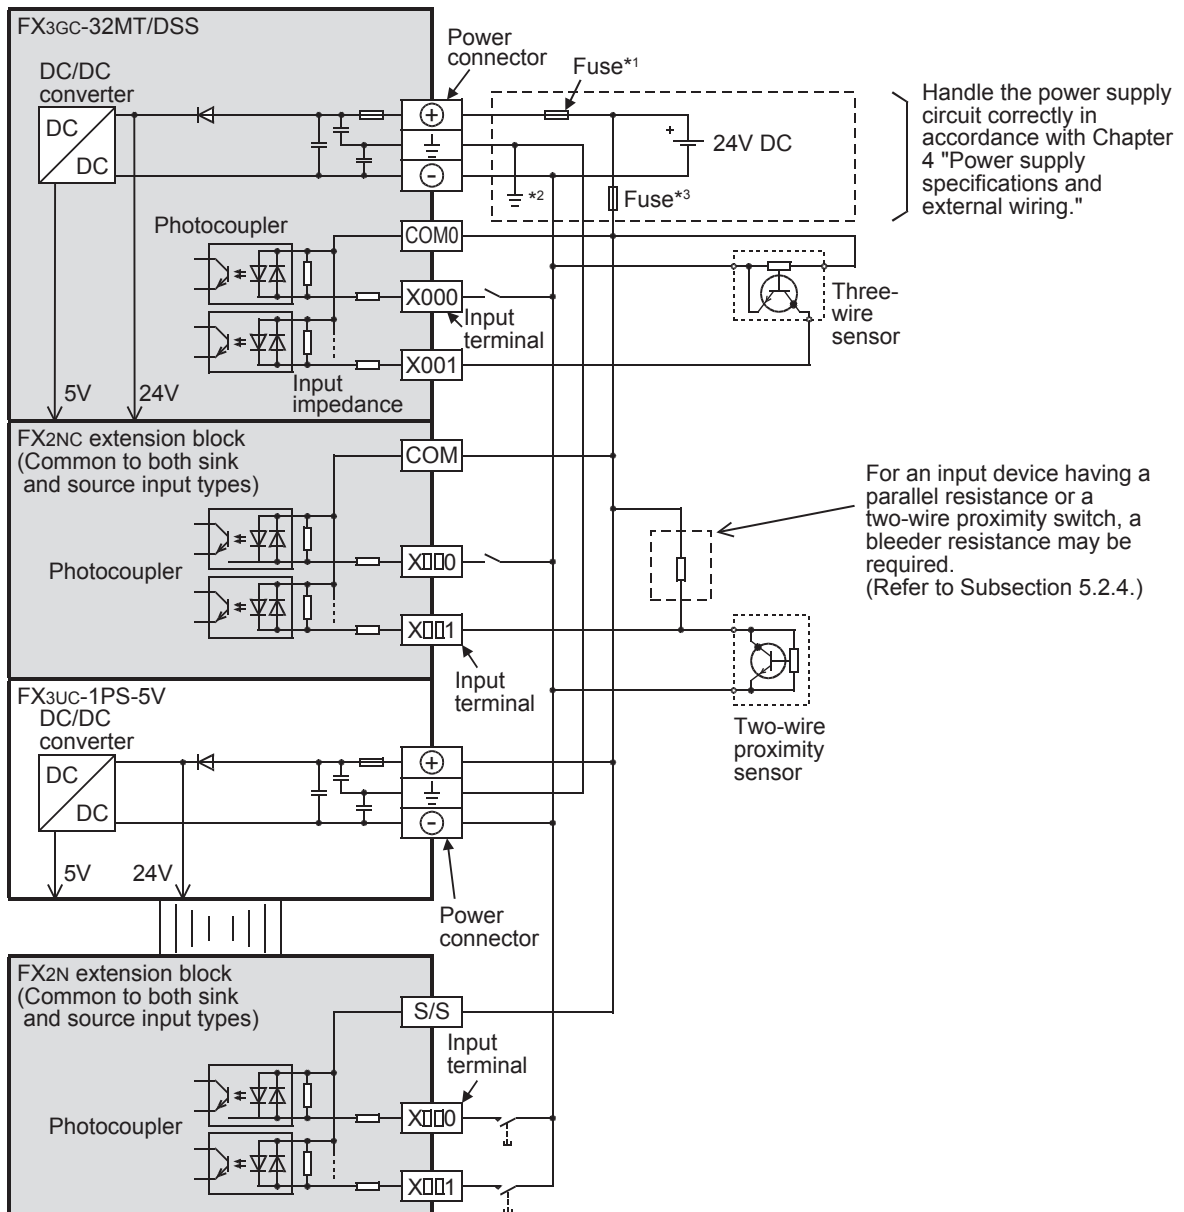 FX3GC-32MT/DSS
Power
connector
Fuse*1
DC/DC
converter
DC
DC
+
-
+
24V DC
*2
Fuse*3
Handle the power supply
circuit correctly in
accordance with Chapter
4 "Power supply
specifications and
external wiring."
Photocoupler
COM0
X000
Input
terminal
X001
Three-
wire
sensor
Input
impedance
5V
24V
FX2NC extension block
(Common to both sink
and source input types)
COM
Photocoupler
X□□0
X□□1
Input
terminal
For an input device having a
parallel resistance or a
two-wire proximity switch, a
bleeder resistance may be
required.
(Refer to Subsection 5.2.4.)
Two-wire
proximity
sensor
FX3UC-1PS-5V
DC/DC
converter
DC
DC
+
-
5V
24V
Power
connector
FX2N extension block
(Common to both sink
and source input types)
S/S
Input
terminal
Photocoupler
X□□0
X□□1